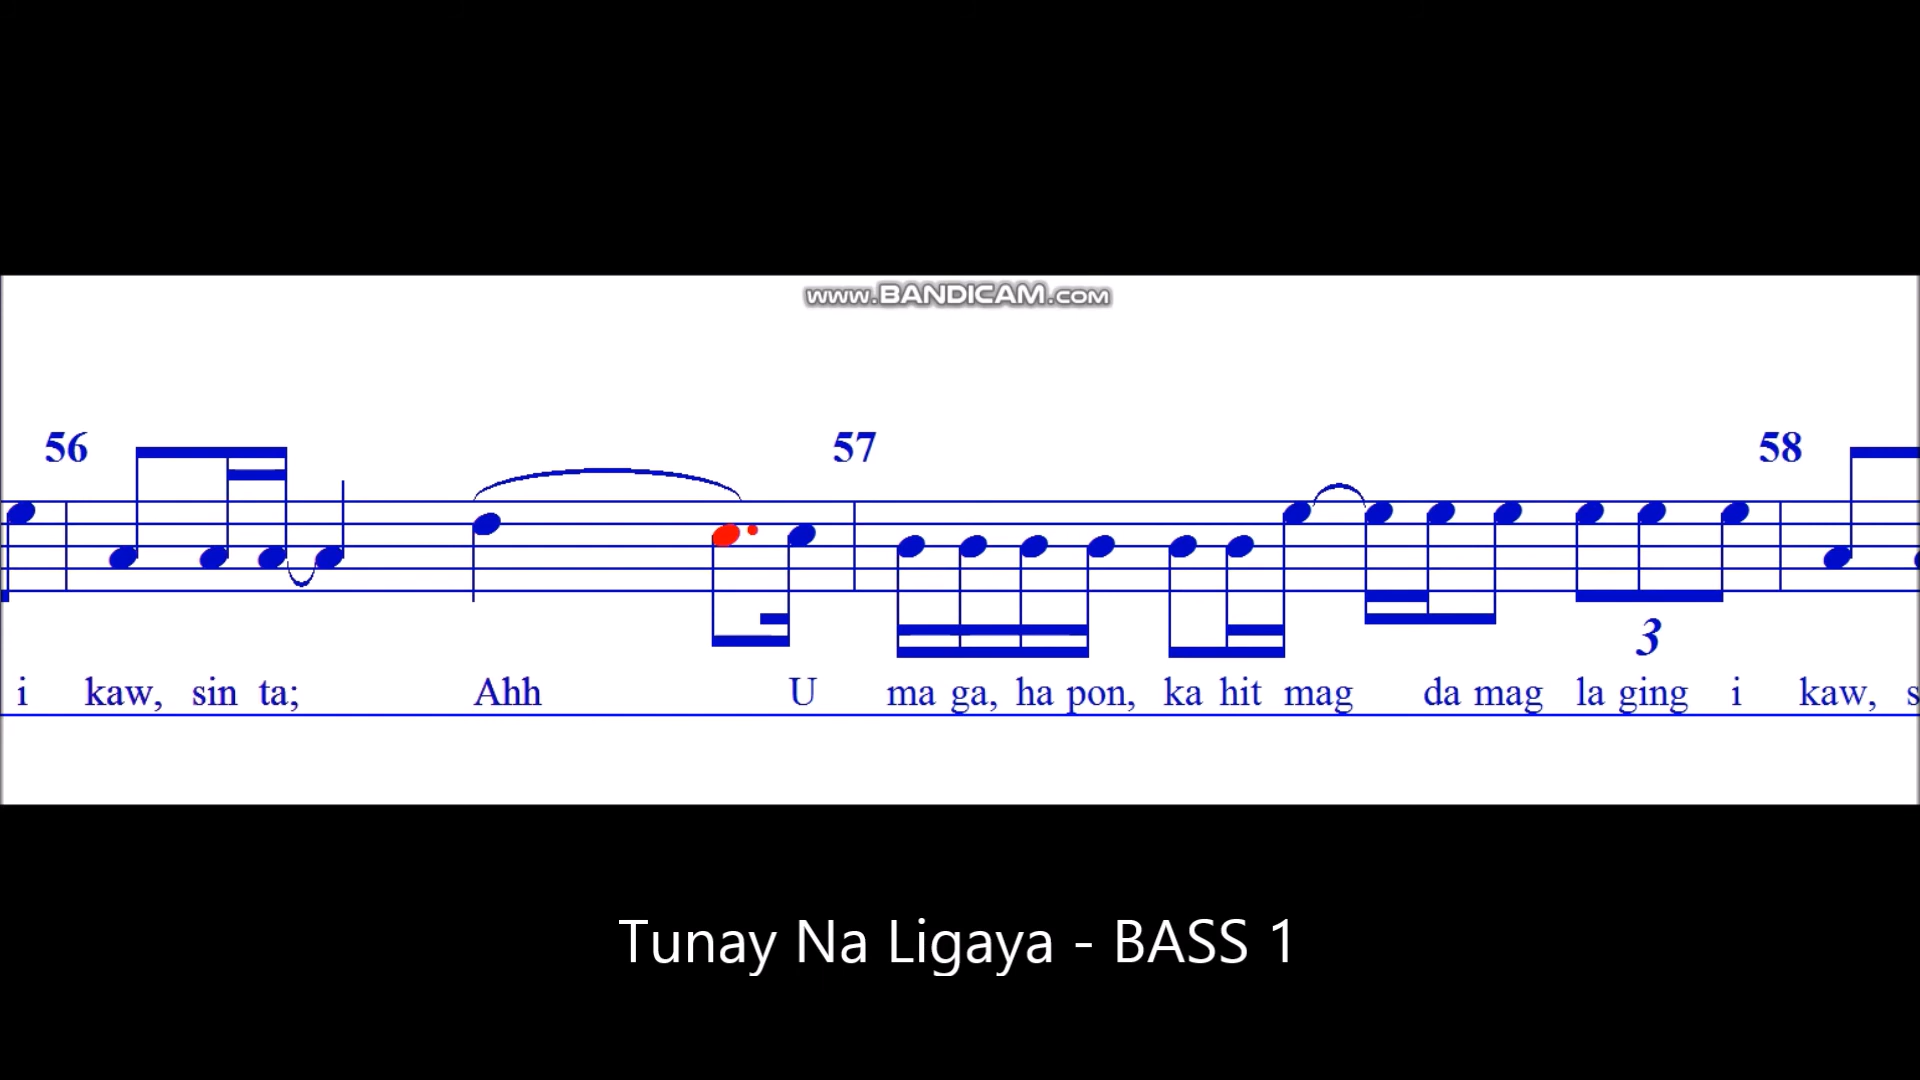 www.BANDICAM.com
56 57 58
3
i kaw, sin ta; Ahh U ma ga, ha pon, ka hit mag da mag la ging i kaw, s
Tunay Na Ligaya - BASS 1